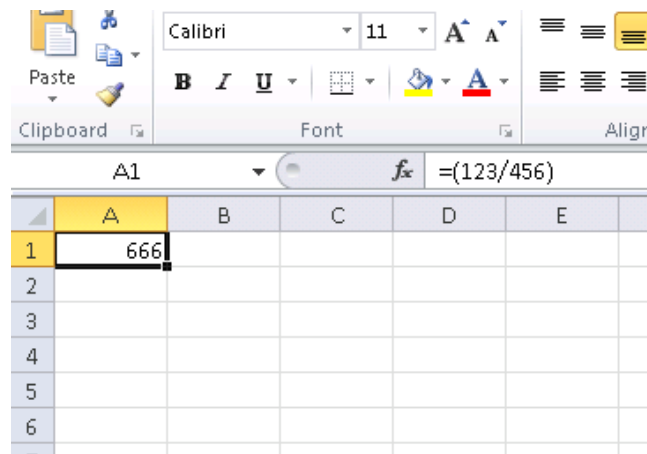 Calibri 11 A A
Paste B I U A
Clipboard Font Align
A1 fx =(123/456)
A B C D E
1 666
2
3
4
5
6